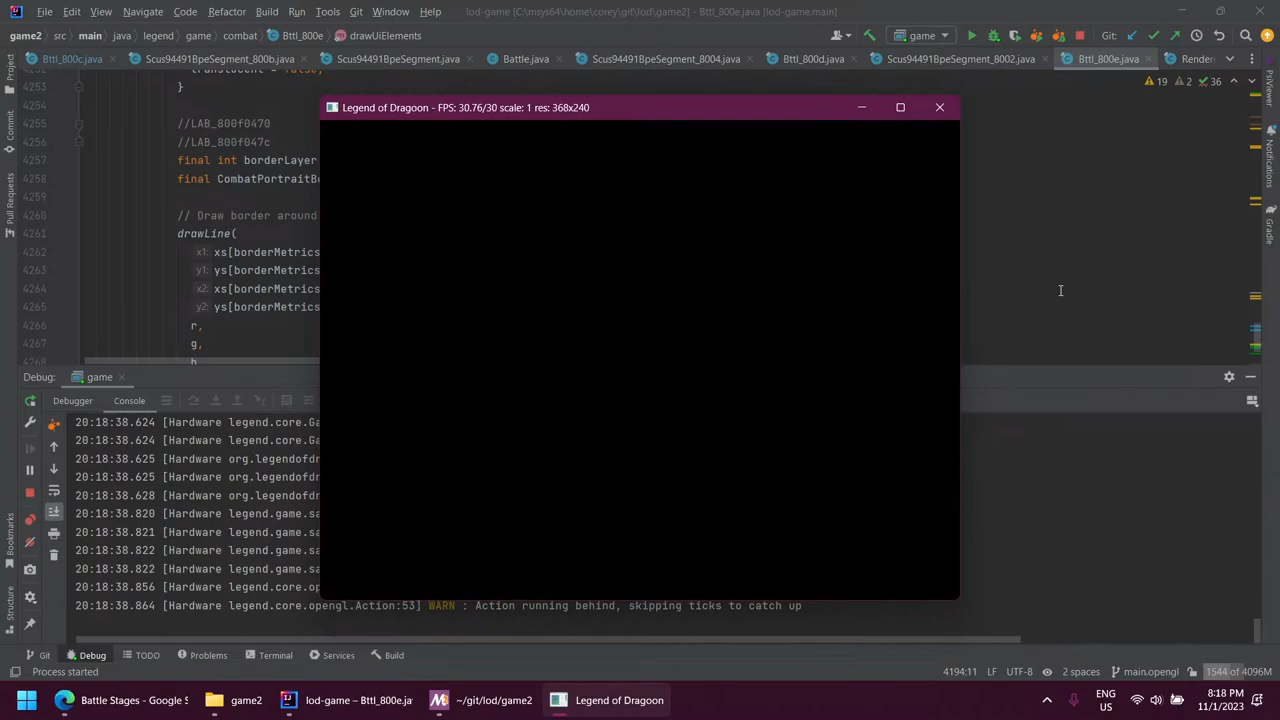 File Edit View Navigate Code Refactor Build Run Tools Git Window Help lod-game [C:\msys64\home\corey\git\lod\game2] - Bttl_800e.java [lod-game.main]
game2 src main java legend game combat Bttl_800e drawUiElements game Git:
Bttl_800c.java Scus94491BpeSegment_800b.java Scus94491BpeSegment.java Battle.java Scus94491BpeSegment_8004.java Bttl_800d.java Scus94491BpeSegment_8002.java Bttl_800e.java Render
19 2 36
4253 }
4254
4255 //LAB_800f0470
4256 //LAB_800f047c
4257 final int borderLayer
4258 final CombatPortraitBo
4259
4260 // Draw border around
4261 drawLine(
4262 x1: xs[borderMetrics
4263 y1: ys[borderMetrics
4264 x2: xs[borderMetrics
4265 y2: ys[borderMetrics
4266 r,
4267 g,
4268
Legend of Dragoon - FPS: 30.76/30 scale: 1 res: 368x240
Project
Commit
Pull Requests
Bookmarks
Structure
PsiViewer
Notifications
Gradle
Debug: game
Debugger Console
20:18:38.624 [Hardware legend.core.Ga
20:18:38.624 [Hardware legend.core.Ga
20:18:38.625 [Hardware org.legendofdr
20:18:38.625 [Hardware org.legendofdr
20:18:38.628 [Hardware org.legendofdr
20:18:38.820 [Hardware legend.game.sa
20:18:38.821 [Hardware legend.game.sa
20:18:38.822 [Hardware legend.game.sa
20:18:38.822 [Hardware legend.game.sa
20:18:38.856 [Hardware legend.core.op
20:18:38.864 [Hardware legend.core.opengl.Action:53] WARN : Action running behind, skipping ticks to catch up
Git Debug TODO Problems Terminal Services Build
Process started 4194:11 LF UTF-8 2 spaces main.opengl 1544 of 4096M
Battle Stages - Google S game2 lod-game – Bttl_800e.j ~/git/lod/game2 Legend of Dragoon ENG US 8:18 PM 11/1/2023